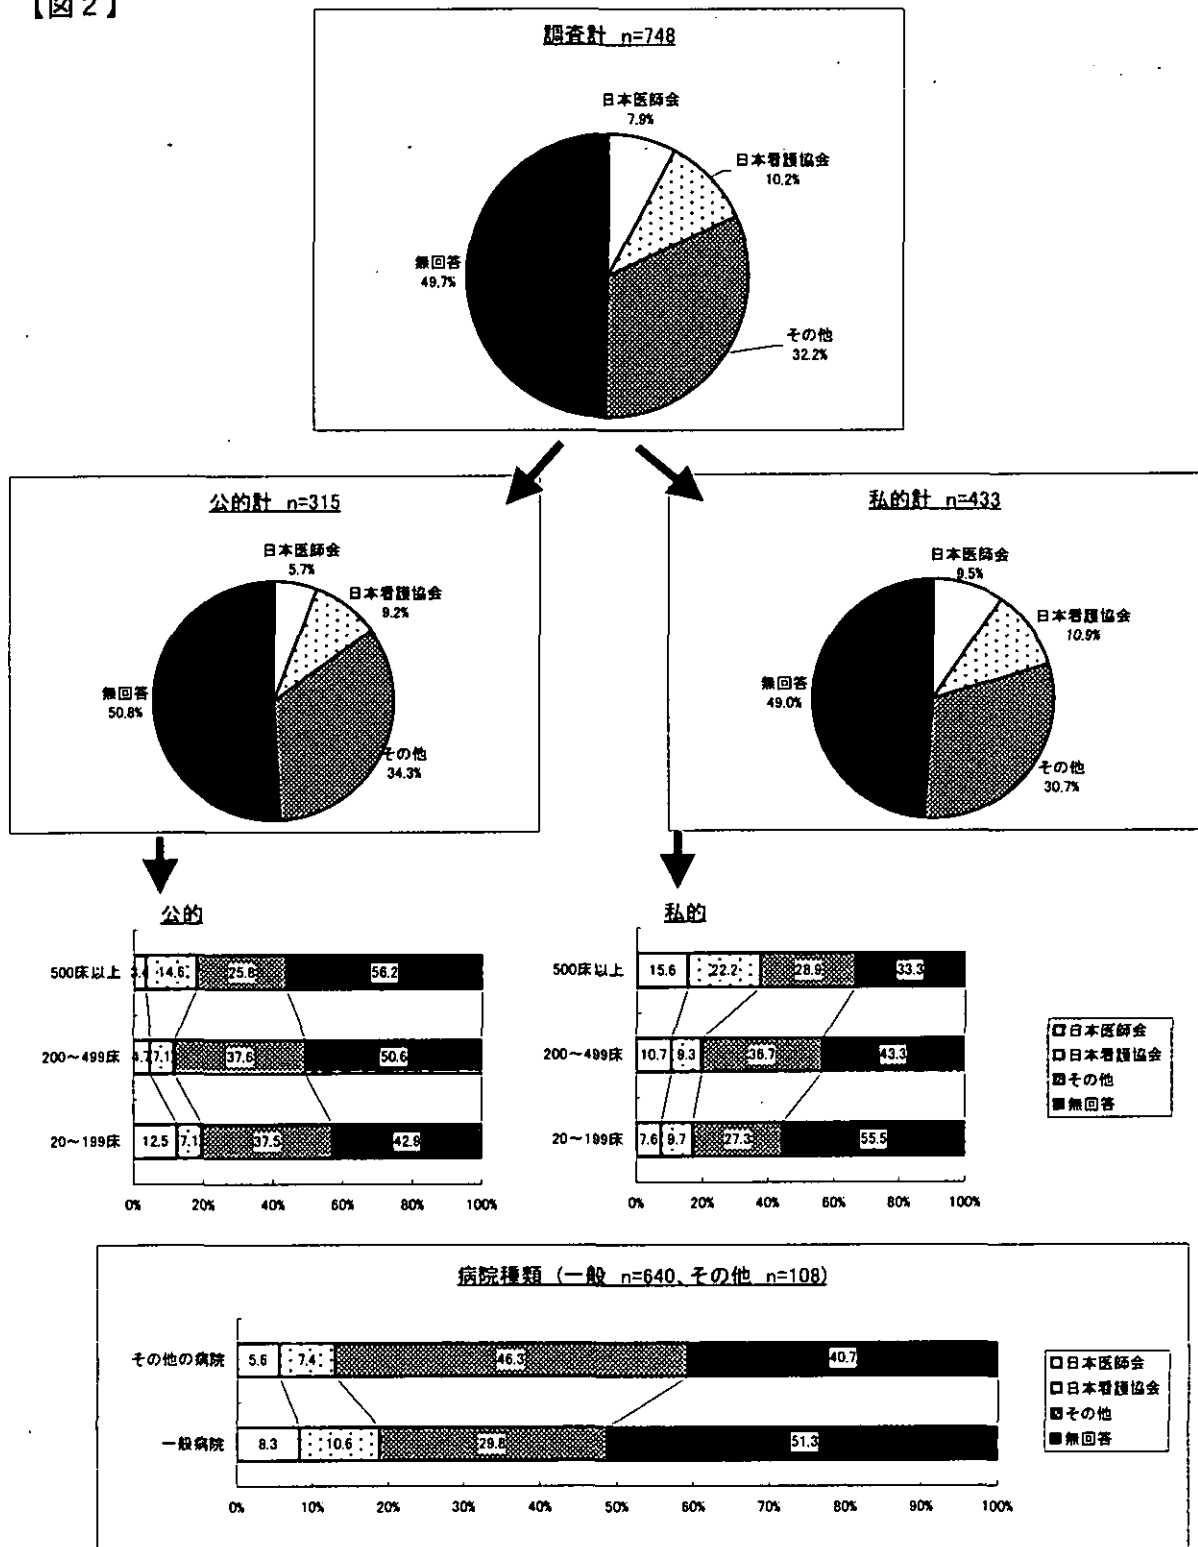 【図2】
調査計 n=748
日本医師会
7.9%
日本看護協会
10.2%
無回答
49.7%
その他
32.2%
公的計 n=315
日本医師会
5.7%
日本看護協会
9.2%
無回答
50.8%
その他
34.3%
私的計 n=433
日本医師会
9.5%
日本看護協会
10.9%
無回答
49.0%
その他
30.7%
公的
500床以上 3.4 14.6 25.8 56.2
200～499床 4.7 7.1 37.6 50.6
20～199床 12.5 7.1 37.5 42.9
0% 20% 40% 60% 80% 100%
私的
500床以上 15.6 22.2 28.9 33.3
200～499床 10.7 9.3 36.7 43.3
20～199床 7.6 9.7 27.3 55.5
0% 20% 40% 60% 80% 100%
日本医師会
日本看護協会
その他
無回答
病院種類（一般 n=640、その他 n=108)
その他の病院 5.6 7.4 46.3 40.7
一般病院 8.3 10.6 29.8 51.3
0% 10% 20% 30% 40% 50% 60% 70% 80% 90% 100%
日本医師会
日本看護協会
その他
無回答